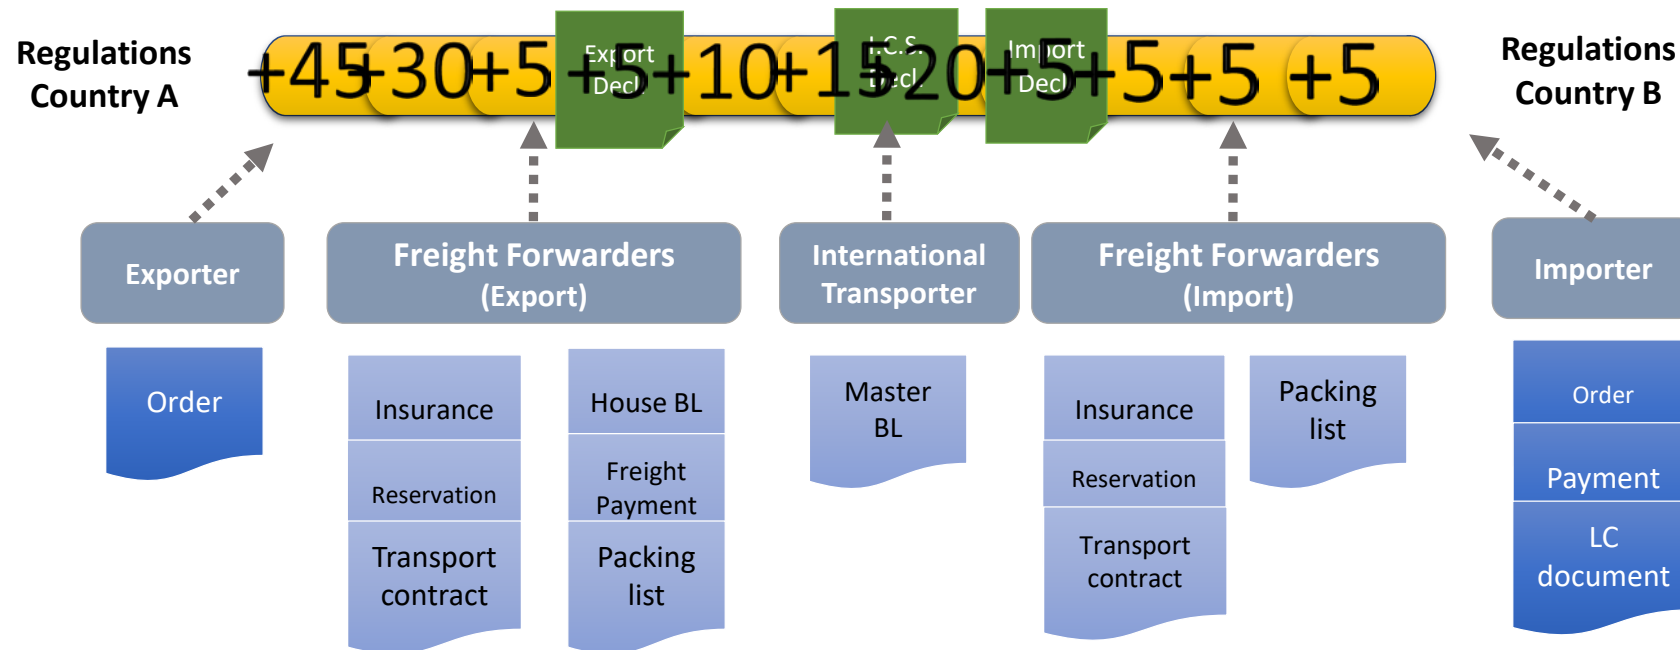 Regulations
Country A
+45
+30
+5
+5
+10
+15
+20
+5
+5
+5
+5
Export
Decl.
I.C.S.
Decl.
Import
Decl.
Regulations
Country B
Exporter
Freight Forwarders
(Export)
International
Transporter
Freight Forwarders
(Import)
Importer
Order
Insurance
Reservation
Transport
contract
House BL
Freight
Payment
Packing
list
Master
BL
Insurance
Reservation
Transport
contract
Packing
list
Order
Payment
LC
document